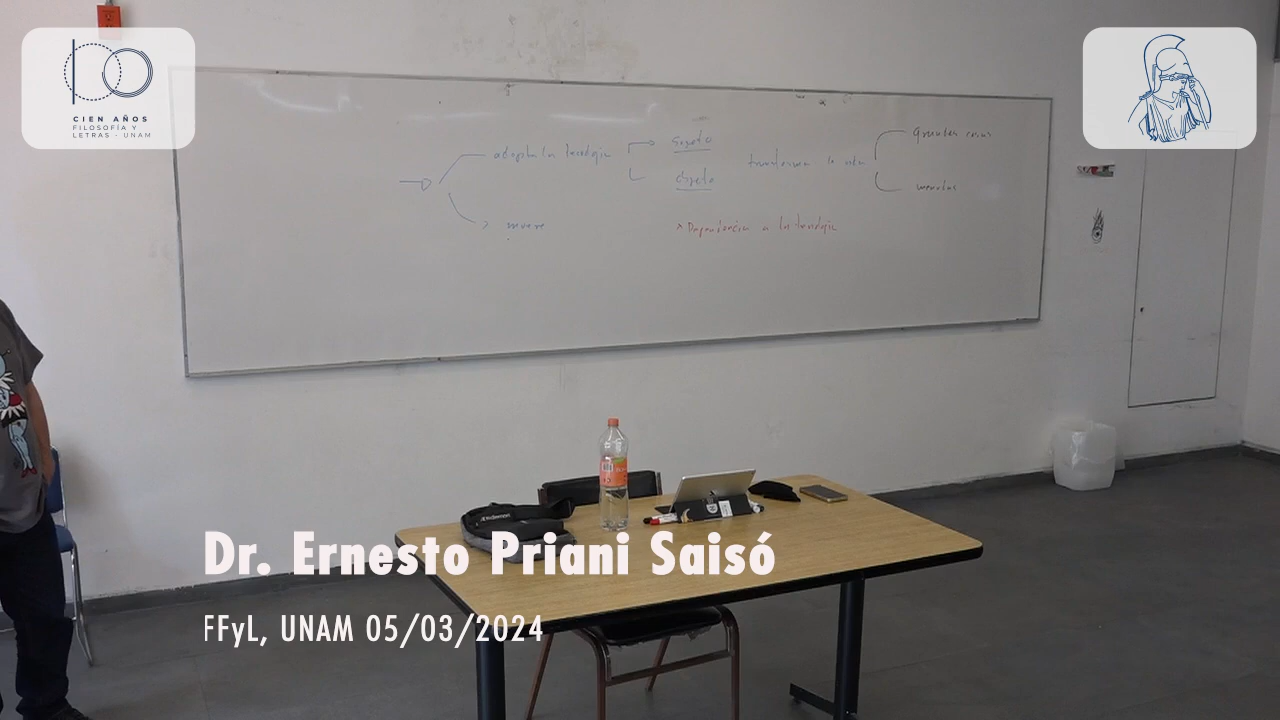 CIEN AÑOS
FILOSOFÍA Y
LETRAS · UNAM
adopta la tecnología
sujeto
objeto
transforman la vida
grandes cosas
muere
* Dependencia a la tecnología
Dr. Ernesto Priani Saisó
FFyL, UNAM 05/03/2024